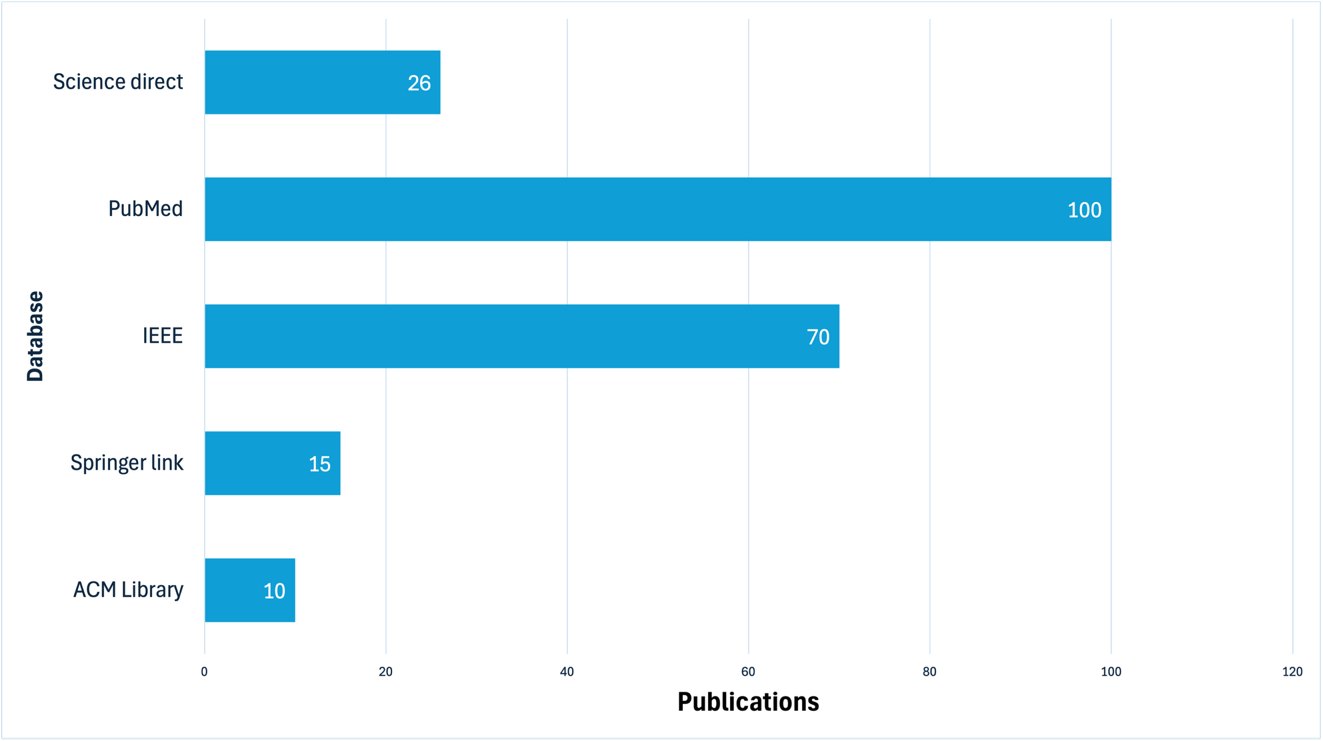 Science direct
26
PubMed
100
Database
IEEE
70
Springer link
15
ACM Library
10
0 20 40 60 80 100 120
Publications